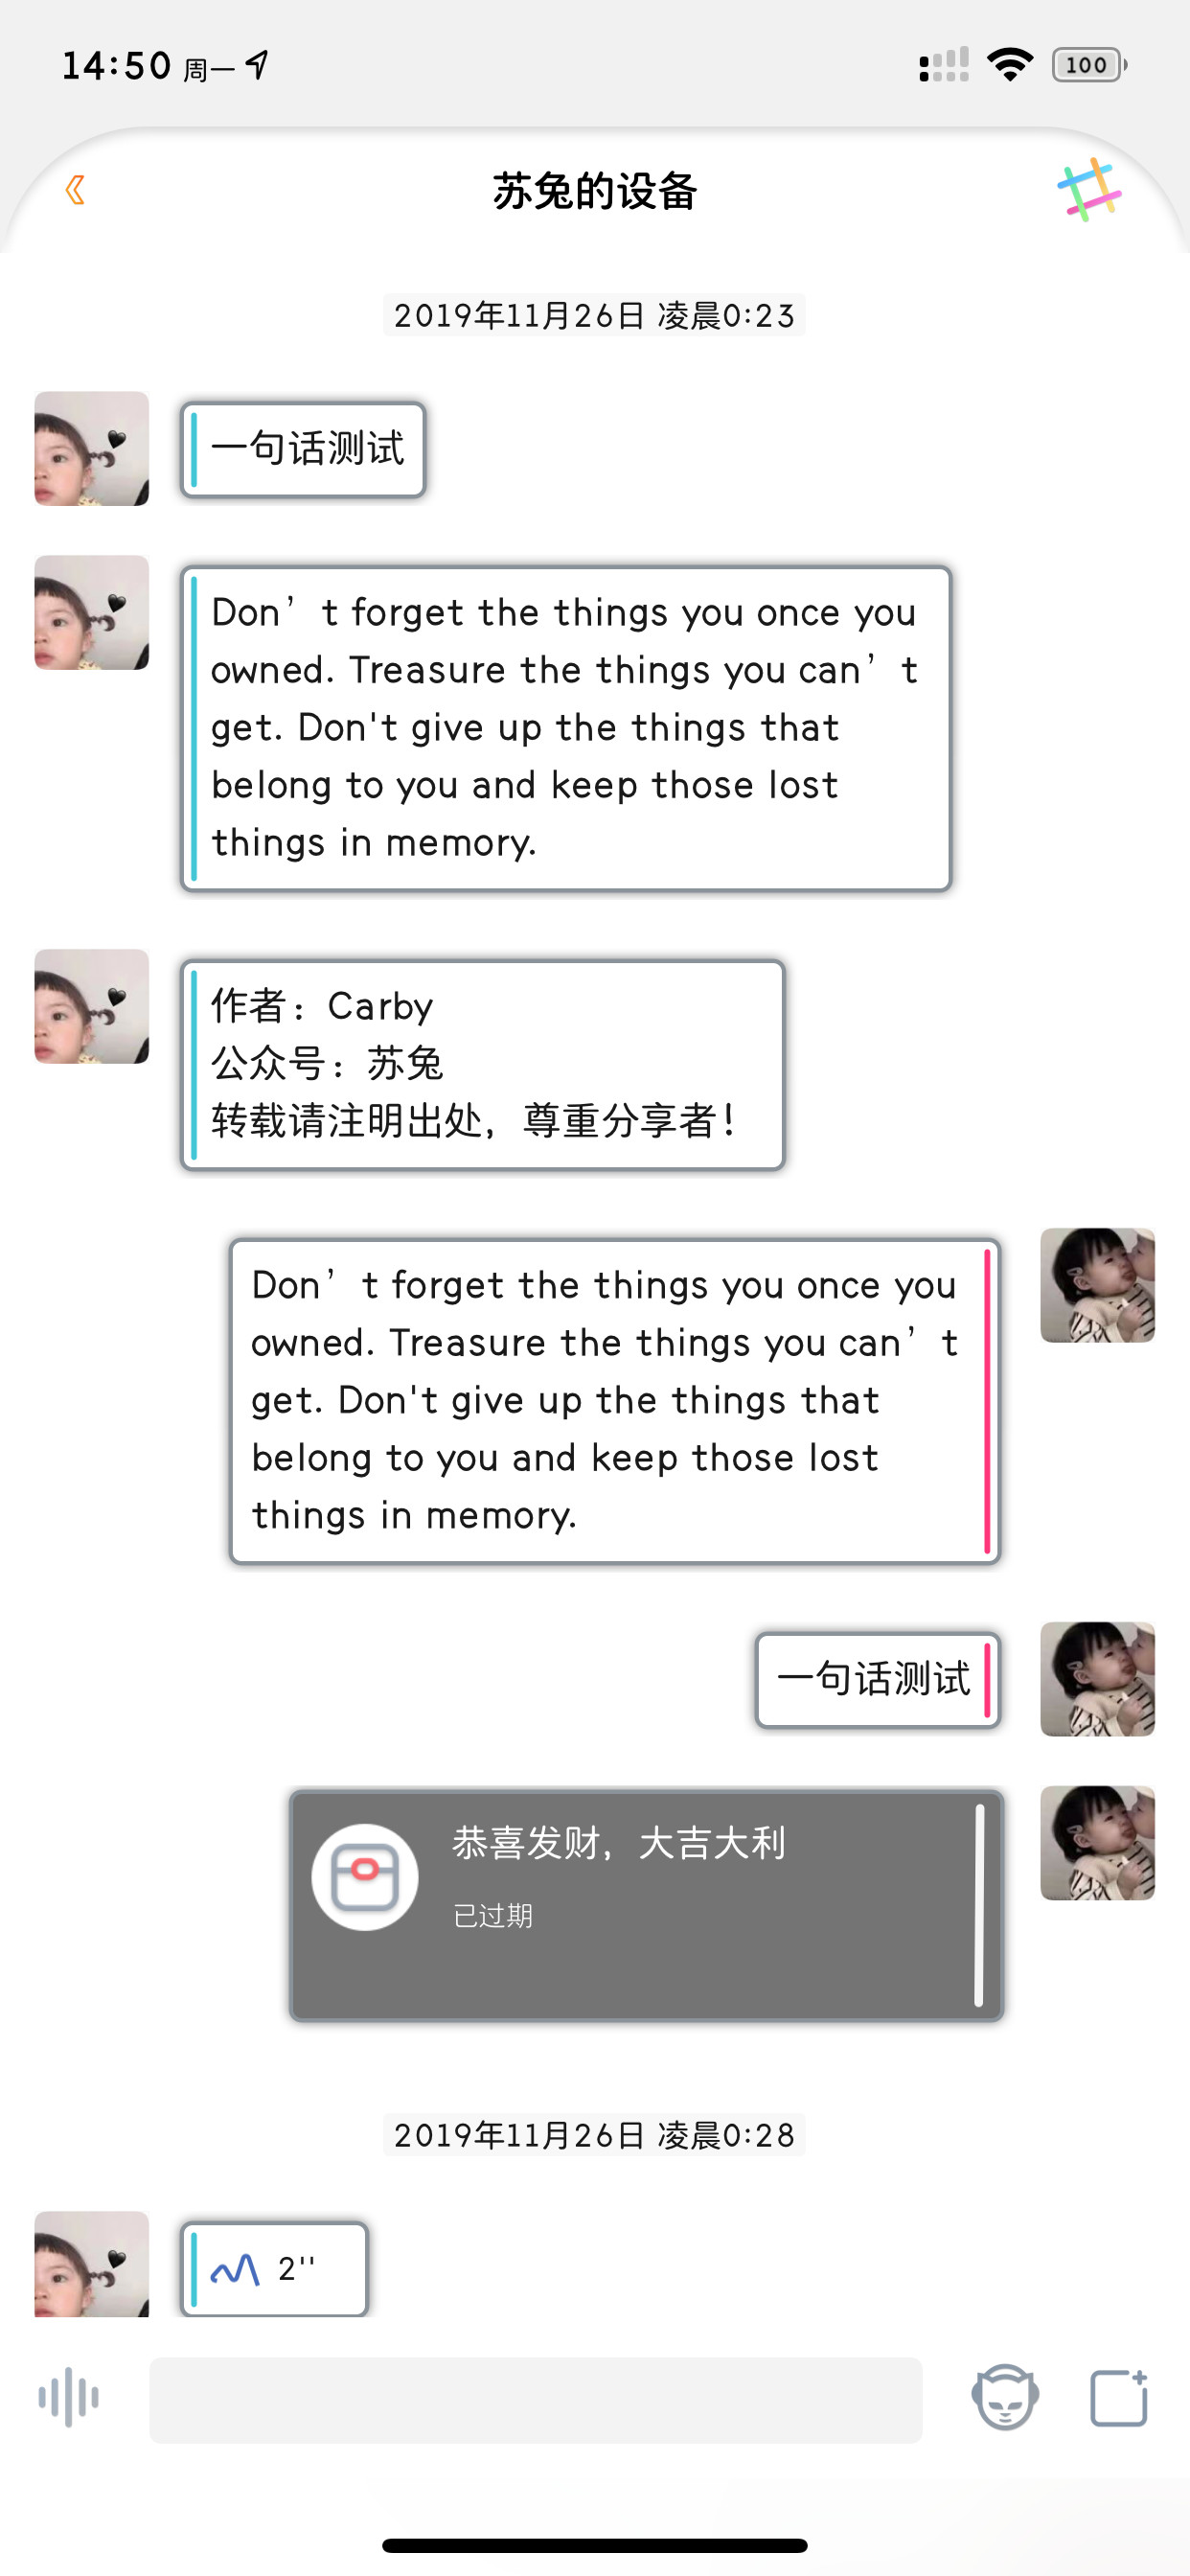 14:50 周一
100
苏兔的设备
2019年11月26日 凌晨0:23
一句话测试
Don’t forget the things you once you
owned. Treasure the things you can’t
get. Don't give up the things that
belong to you and keep those lost
things in memory.
作者：Carby
公众号：苏兔
转载请注明出处，尊重分享者！
Don’t forget the things you once you
owned. Treasure the things you can’t
get. Don't give up the things that
belong to you and keep those lost
things in memory.
一句话测试
恭喜发财，大吉大利
已过期
2019年11月26日 凌晨0:28
2''